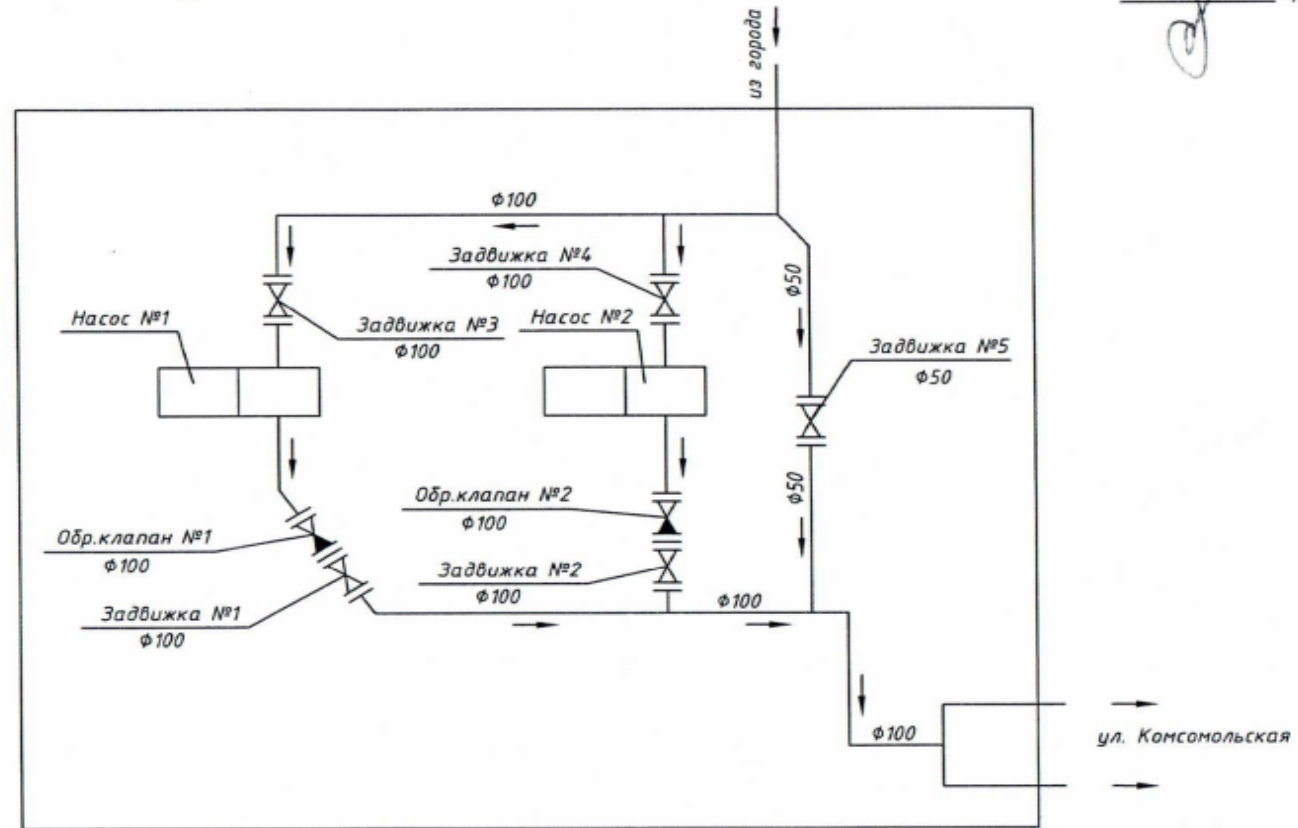 из города
ф100
Задвижка №4
ф100
ф50
Насос №1
Задвижка №3
ф100
Насос №2
Задвижка №5
ф50
ф50
Обр.клапан №2
ф100
Обр.клапан №1
ф100
Задвижка №2
ф100
ф100
Задвижка №1
ф100
ф100
ул. Комсомольская